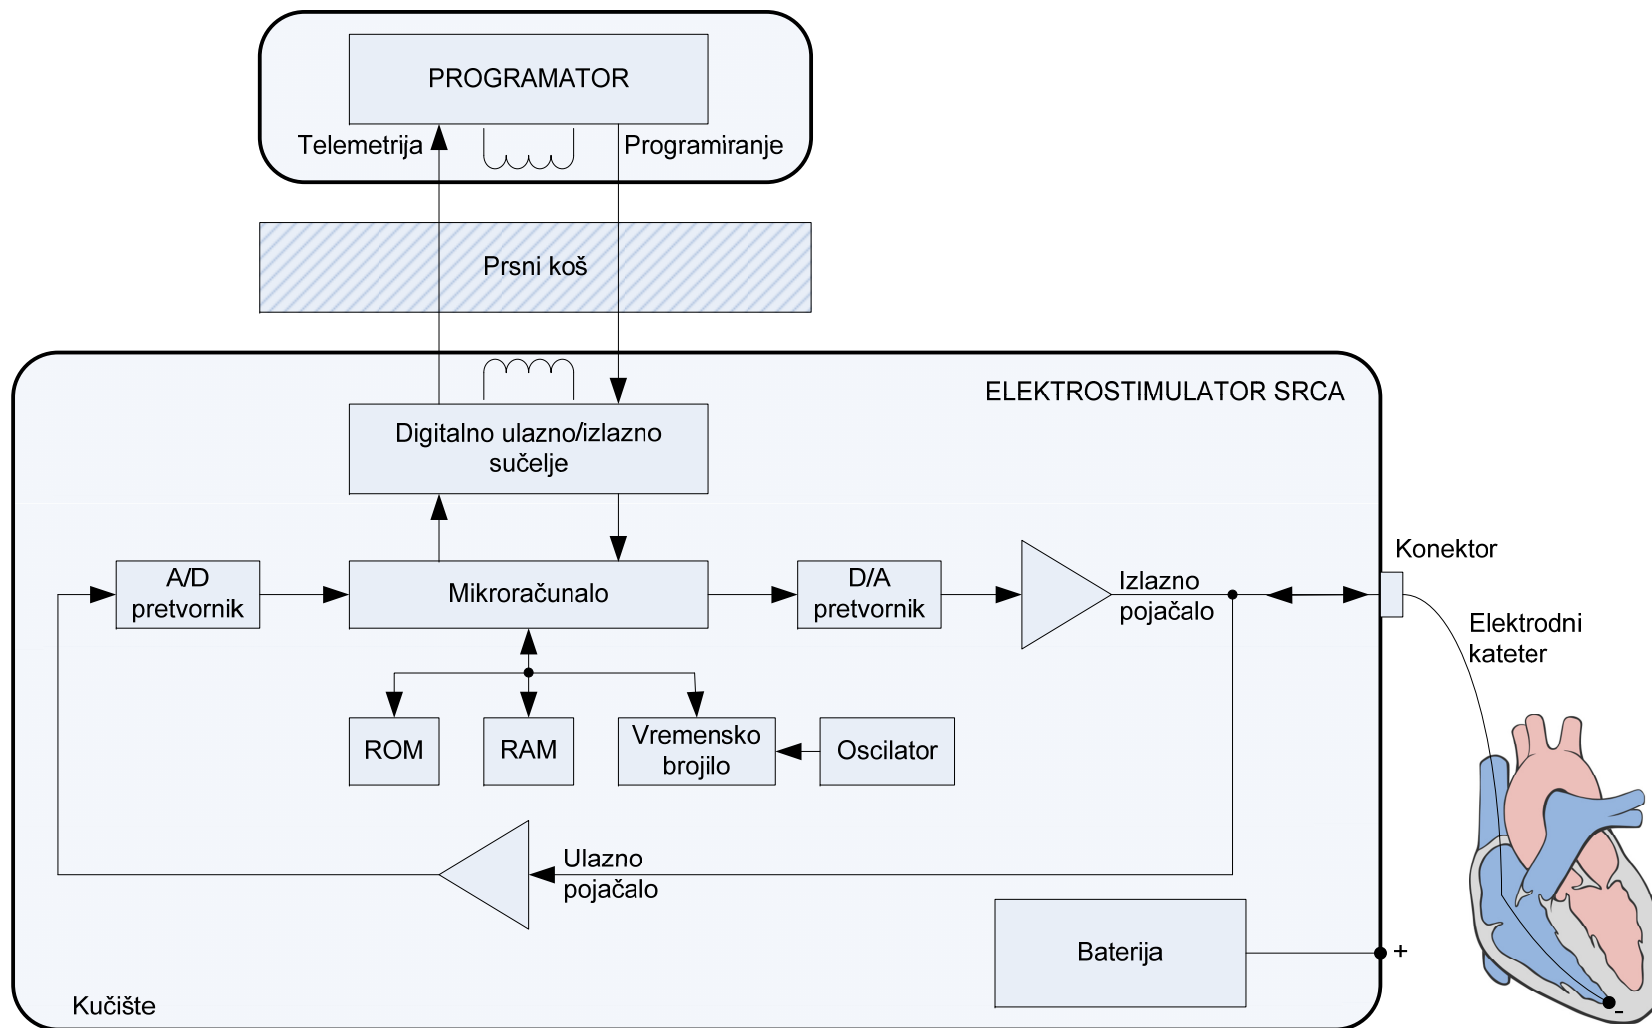 PROGRAMATOR
Telemetrija
Programiranje
Prsni koš
ELEKTROSTIMULATOR SRCA
Digitalno ulazno/izlazno
sučelje
Konektor
A/D
pretvornik
Mikroračunalo
D/A
pretvornik
Izlazno
pojačalo
Elektrodni
kateter
ROM
RAM
Vremensko
brojilo
Oscilator
Ulazno
pojačalo
Baterija
+
-
Kučište